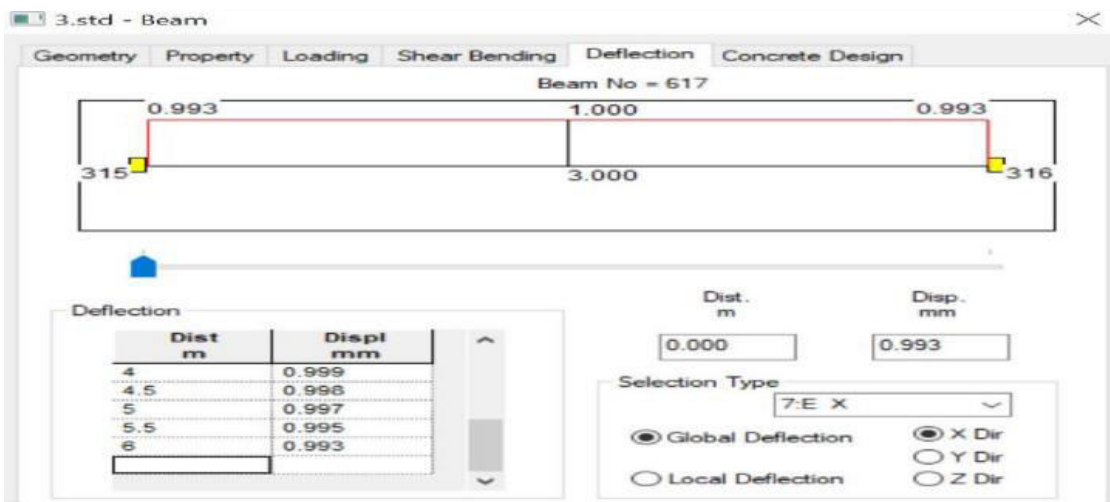 3.std - Beam
Geometry Property Loading Shear Bending Deflection Concrete Design
Beam No = 617
0.993 1.000 0.993
315 3.000 316
Deflection
Dist Displ
m mm
4 0.999
4.5 0.998
5 0.997
5.5 0.995
6 0.993
Dist. Disp.
m mm
0.000 0.993
Selection Type
7:E X
Global Deflection X Dir
Y Dir
Local Deflection Z Dir